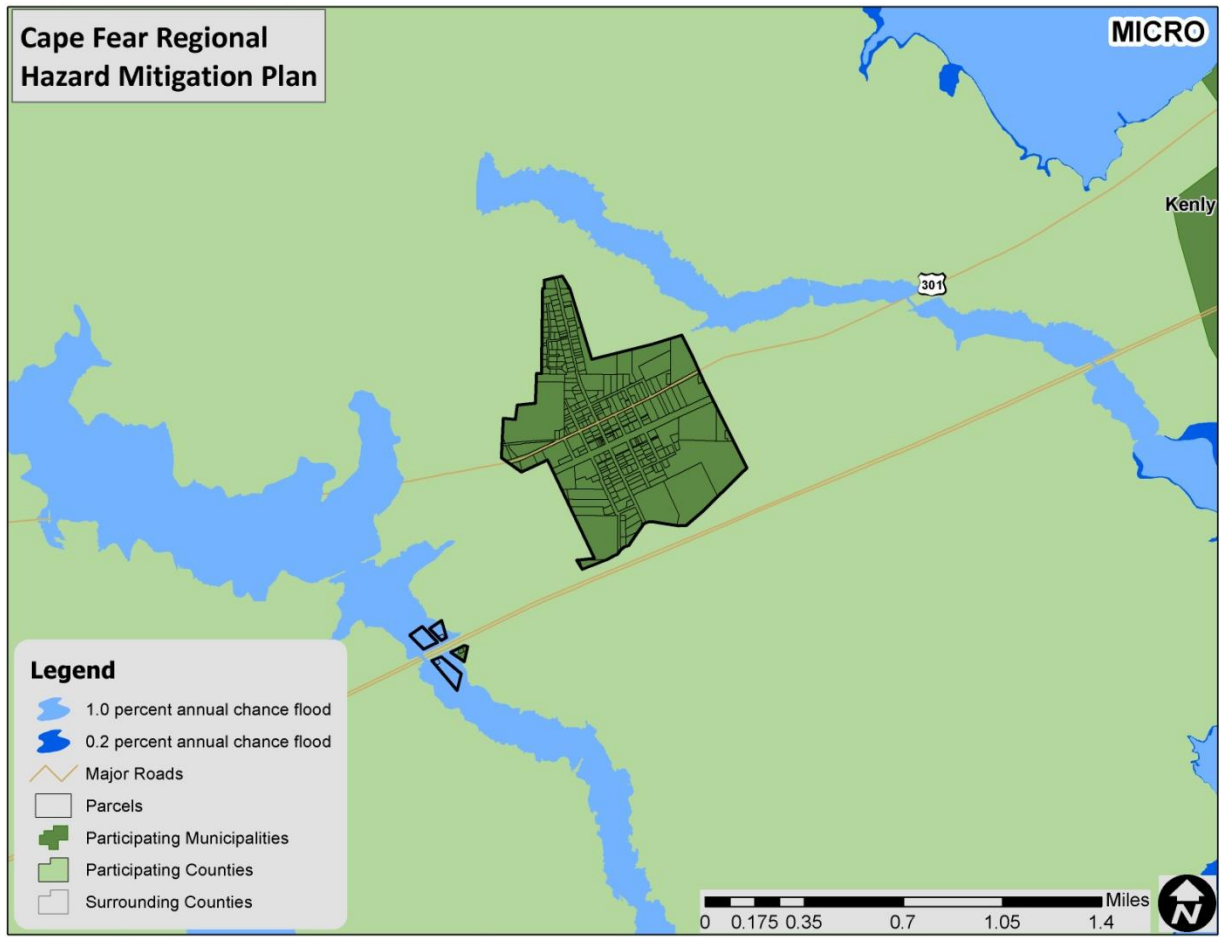 Cape Fear Regional
Hazard Mitigation Plan
MICRO
Kenly
301
Legend
1.0 percent annual chance flood
0.2 percent annual chance flood
Major Roads
Parcels
Participating Municipalities
Participating Counties
Surrounding Counties
Miles
0 0.175 0.35 0.7 1.05 1.4
N